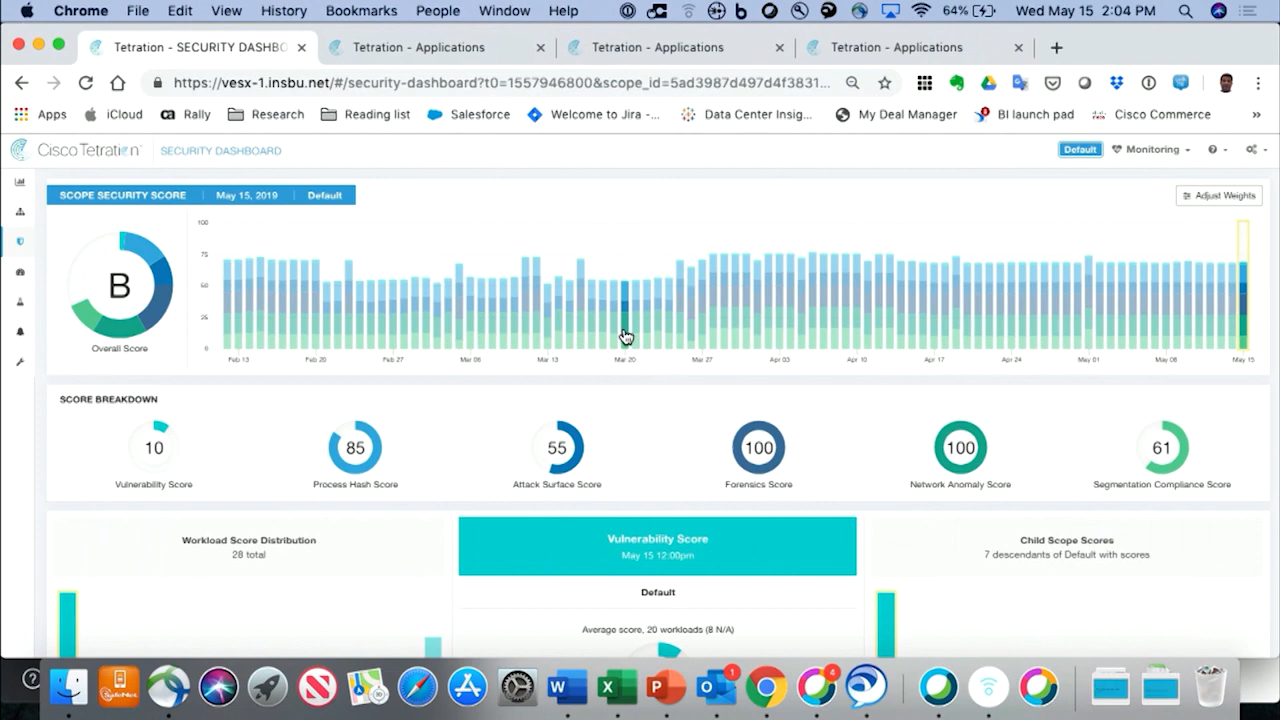 Chrome File Edit View History Bookmarks People Window Help 64% Wed May 15 2:04 PM
Tetration - SECURITY DASHBO Tetration - Applications Tetration - Applications Tetration - Applications
https://vesx-1.insbu.net/#/security-dashboard?t0=1557946800&scope_id=5ad3987d497d4f3831...
Apps iCloud Rally Research Reading list Salesforce Welcome to Jira -... Data Center Insig... My Deal Manager BI launch pad Cisco Commerce »
Cisco Tetration SECURITY DASHBOARD Default Monitoring
SCOPE SECURITY SCORE May 15, 2019 Default Adjust Weights
100
75
50
25
0
B
Overall Score
Feb 13 Feb 20 Feb 27 Mar 06 Mar 13 Mar 20 Mar 27 Apr 03 Apr 10 Apr 17 Apr 24 May 01 May 08 May 15
SCORE BREAKDOWN
10 85 55 100 100 61
Vulnerability Score Process Hash Score Attack Surface Score Forensics Score Network Anomaly Score Segmentation Compliance Score
Workload Score Distribution Vulnerability Score Child Scope Scores
28 total May 15 12:00pm 7 descendants of Default with scores
Default
Average score, 20 workloads (8 N/A)
1 4